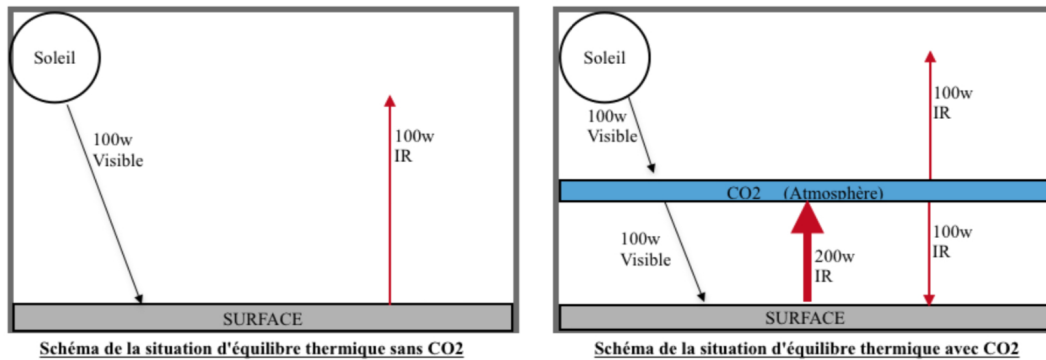 Soleil
100w
Visible
100w
IR
SURFACE
Schéma de la situation d'équilibre thermique sans CO2
Soleil
100w
Visible
100w
IR
CO2 (Atmosphère)
100w
Visible
200w
IR
100w
IR
SURFACE
Schéma de la situation d'équilibre thermique avec CO2